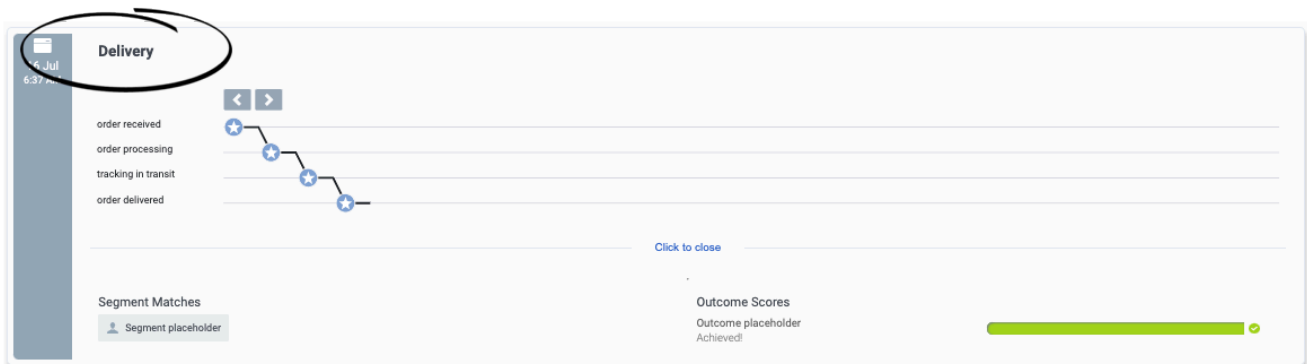 16 Jul
6:37
Delivery
order received
order processing
tracking in transit
order delivered
Click to close
Segment Matches
Segment placeholder
Outcome Scores
Outcome placeholder
Achieved!